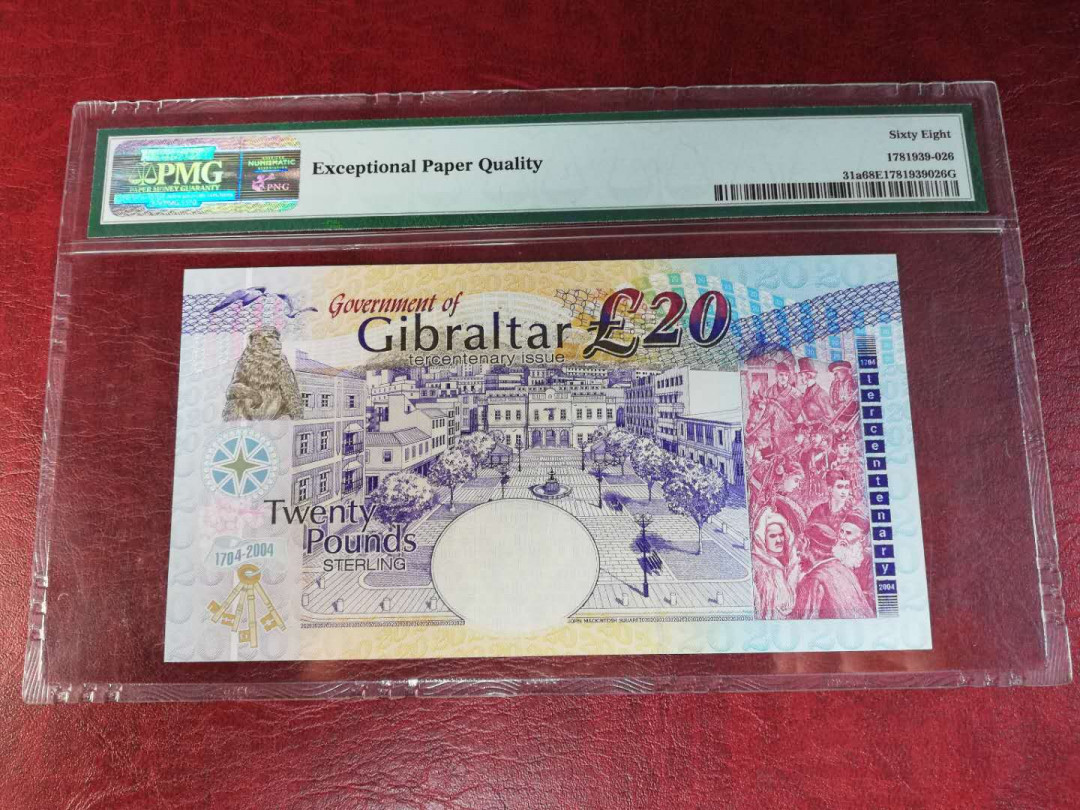 PMG
PAPER MONEY GUARANTY
NUMISMATIC
PNG
Exceptional Paper Quality
Sixty Eight
1781939-026
31a68E1781939026G
Government of
Gibraltar £20
tercentenary issue
Twenty
Pounds
STERLING
1704-2004
1704
tercentenary
2004